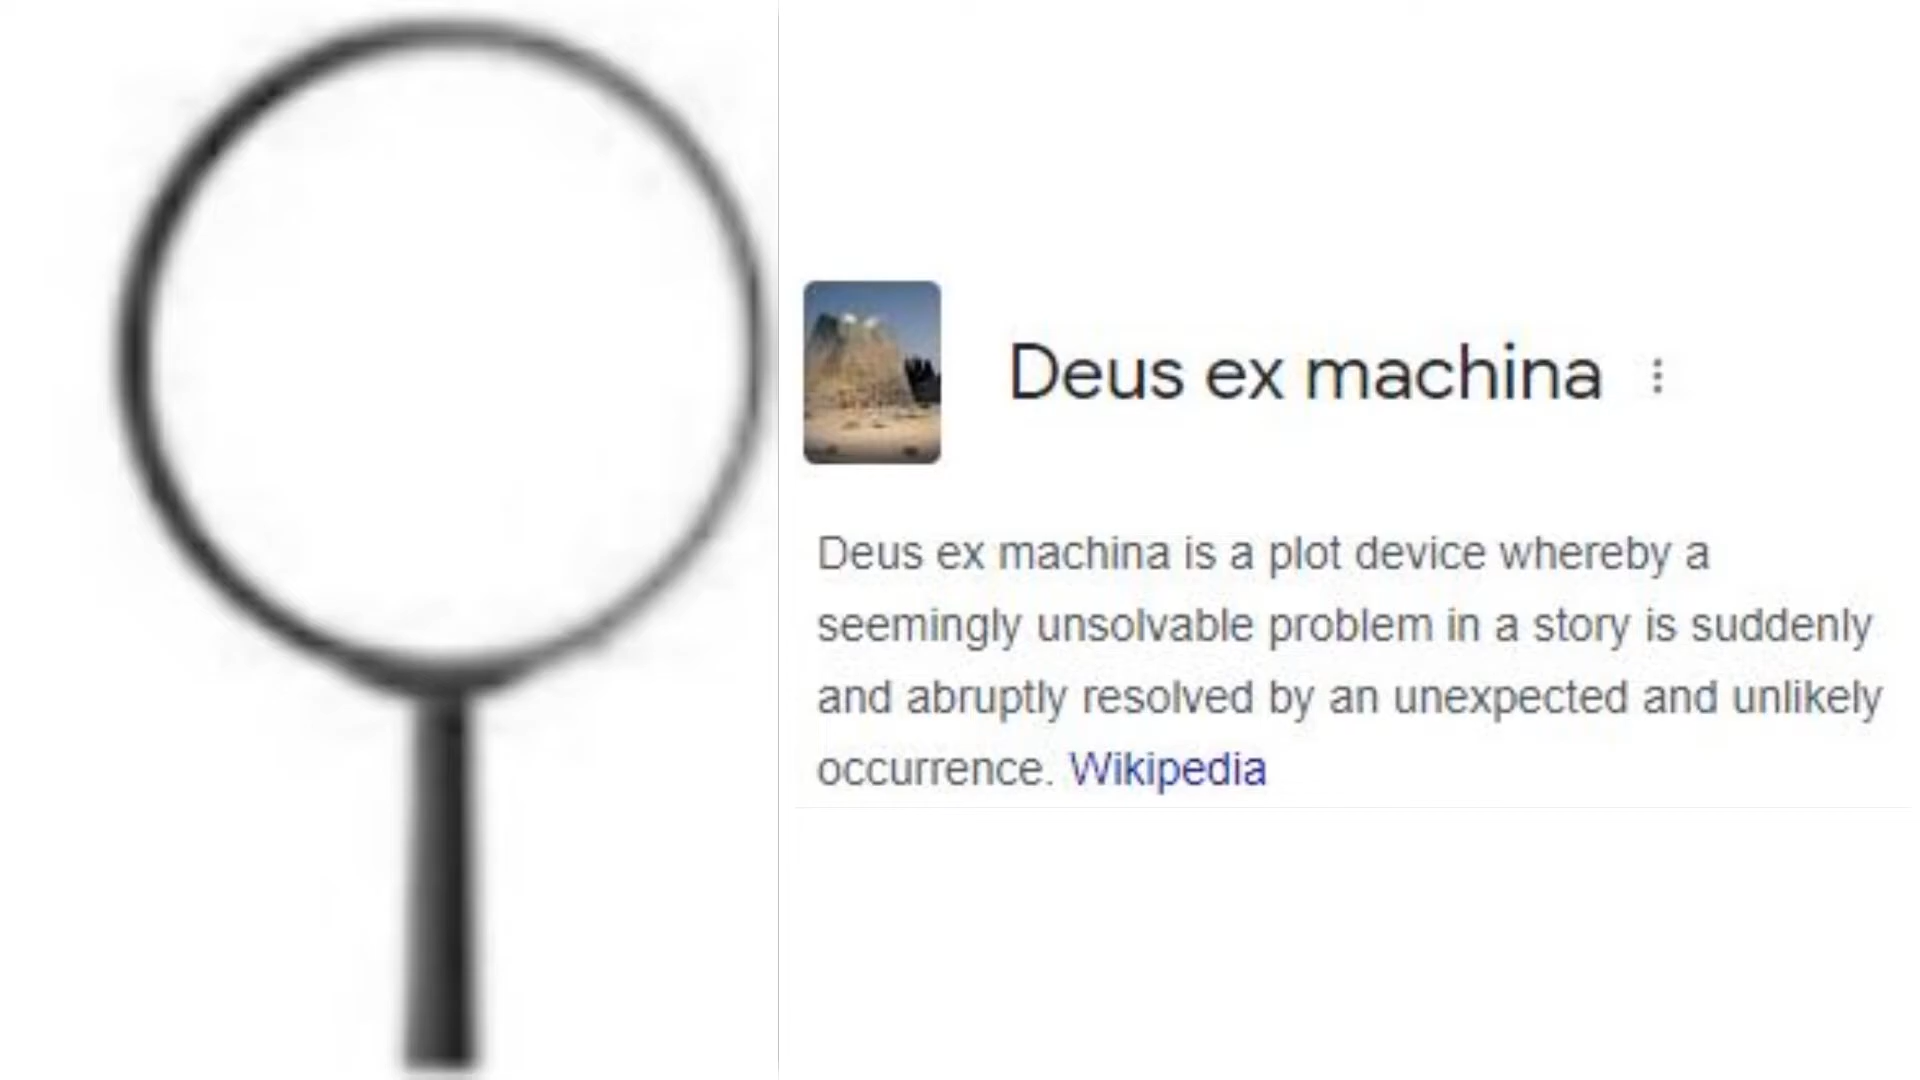 Deus ex machina
Deus ex machina is a plot device whereby a
seemingly unsolvable problem in a story is suddenly
and abruptly resolved by an unexpected and unlikely
occurrence. Wikipedia